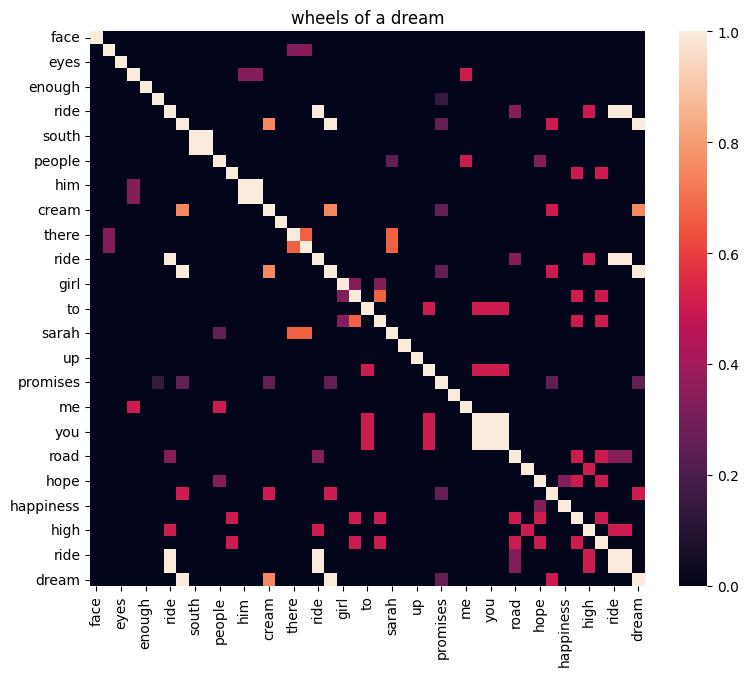 wheels of a dream
face
eyes
enough
ride
south
people
him
cream
there
ride
girl
to
sarah
up
promises
me
you
road
hope
happiness
high
ride
dream
1.0
0.8
0.6
0.4
0.2
0.0
face
eyes
enough
ride
south
people
him
cream
there
ride
girl
to
sarah
up
promises
me
you
road
hope
happiness
high
ride
dream